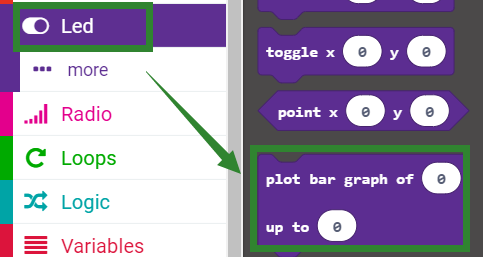 Led
more
Radio
Loops
Logic
Variables
toggle x 0 y 0
point x 0 y 0
plot bar graph of 0
up to 0